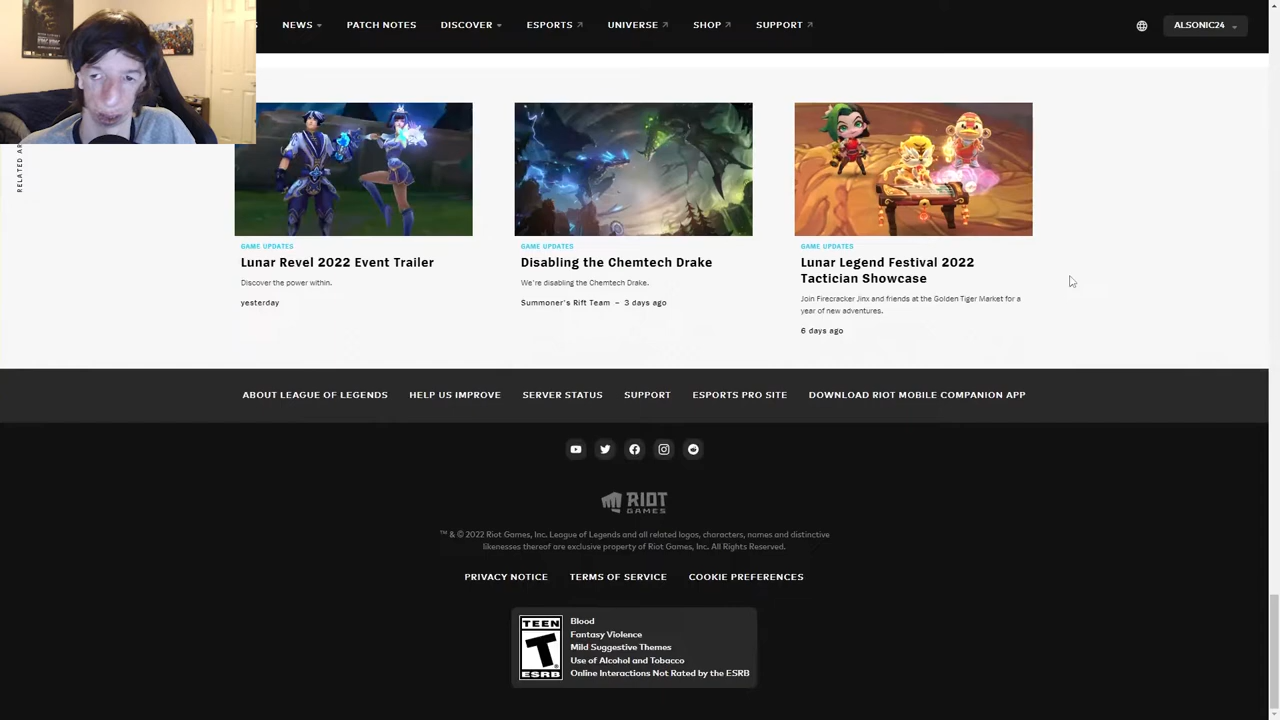 NEWS
PATCH NOTES
DISCOVER
ESPORTS
UNIVERSE
SHOP
SUPPORT
ALSONIC24
GAME UPDATES
Lunar Revel 2022 Event Trailer
Discover the power within.
yesterday
GAME UPDATES
Disabling the Chemtech Drake
We're disabling the Chemtech Drake.
Summoner's Rift Team – 3 days ago
GAME UPDATES
Lunar Legend Festival 2022
Tactician Showcase
Join Firecracker Jinx and friends at the Golden Tiger Market for a
year of new adventures.
6 days ago
ABOUT LEAGUE OF LEGENDS
HELP US IMPROVE
SERVER STATUS
SUPPORT
ESPORTS PRO SITE
DOWNLOAD RIOT MOBILE COMPANION APP
RIOT
GAMES
™ & © 2022 Riot Games, Inc. League of Legends and all related logos, characters, names and distinctive
likenesses thereof are exclusive property of Riot Games, Inc. All Rights Reserved.
PRIVACY NOTICE
TERMS OF SERVICE
COOKIE PREFERENCES
TEEN
T
ESRB
Blood
Fantasy Violence
Mild Suggestive Themes
Use of Alcohol and Tobacco
Online Interactions Not Rated by the ESRB